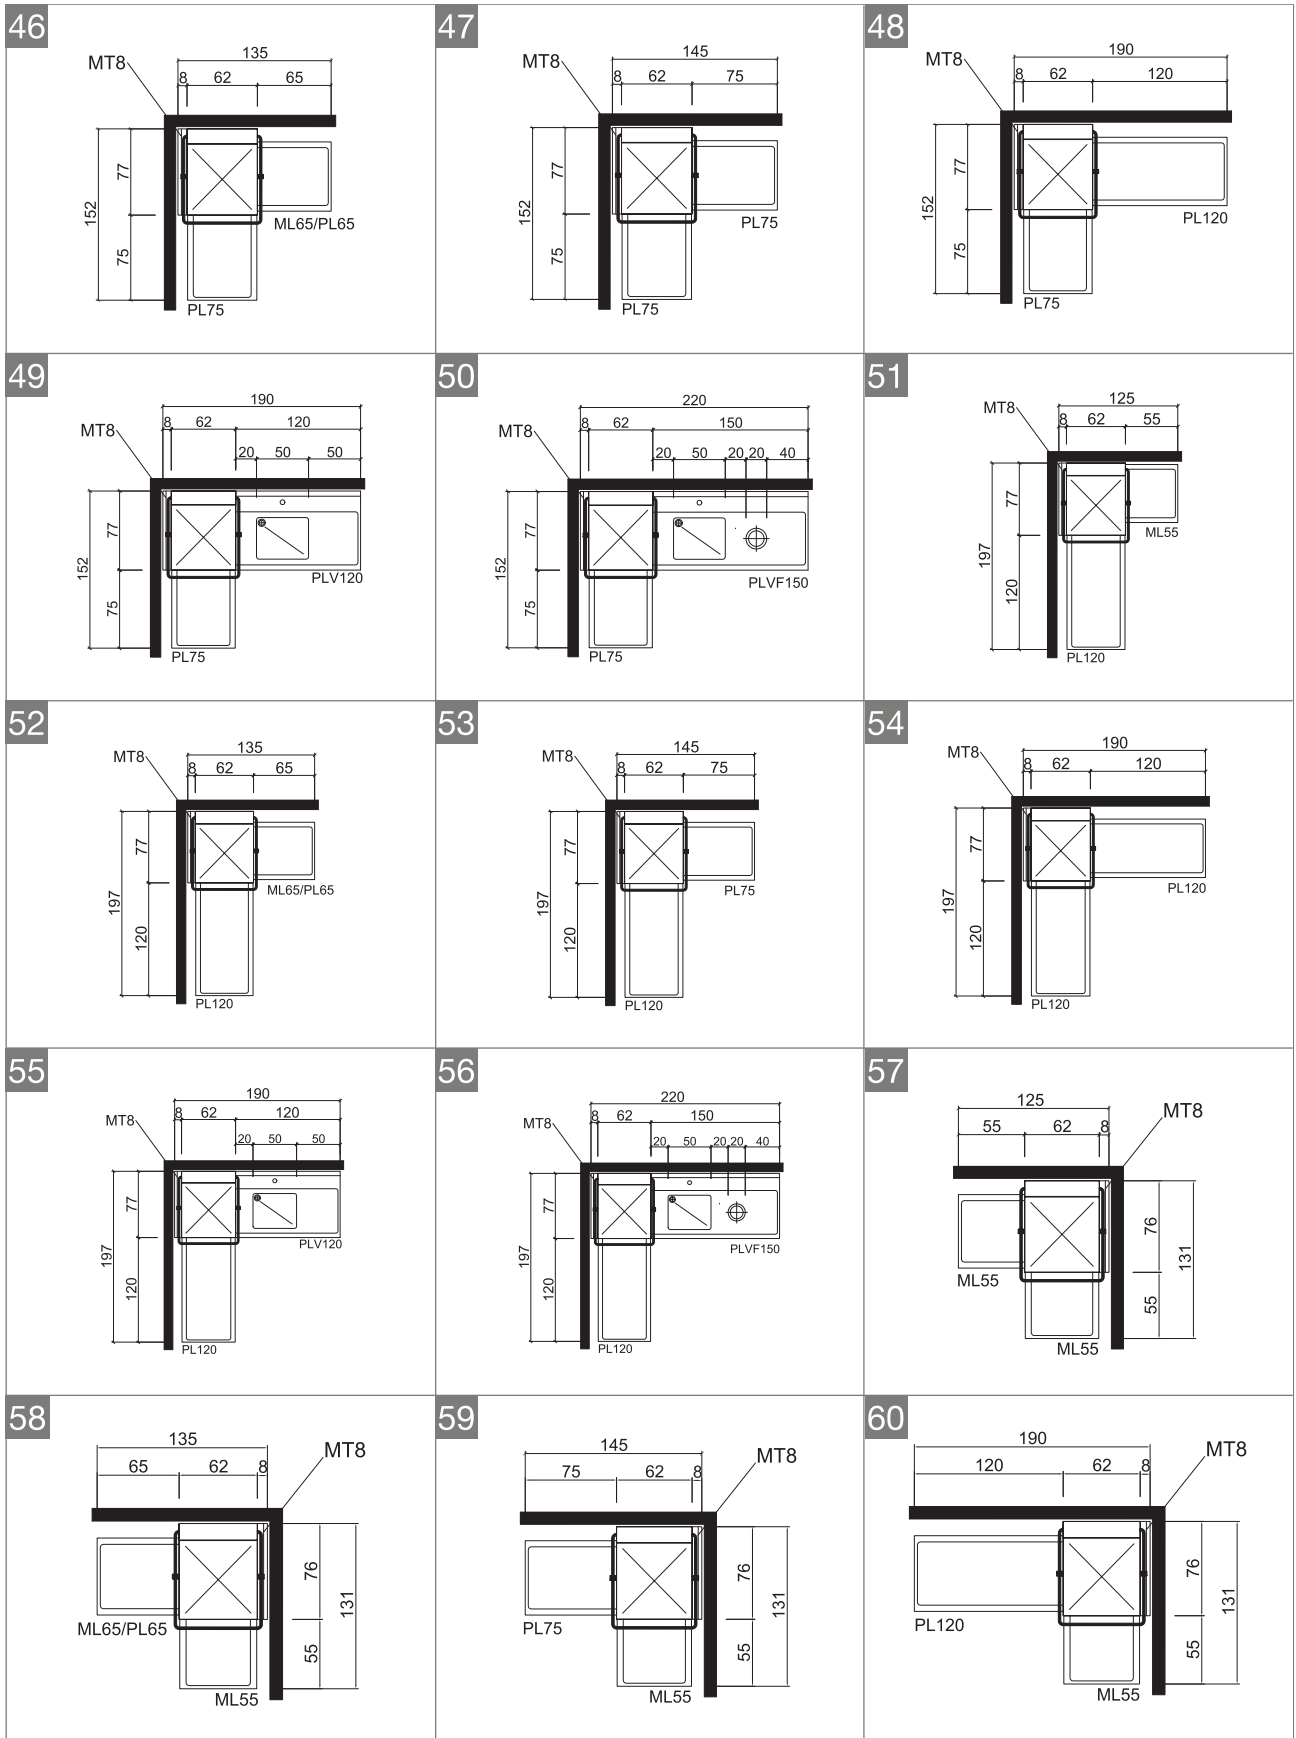 46
135
MT8
8 62 65
77
152
75
ML65/PL65
PL75
47
145
MT8
8 62 75
77
152
75
PL75
PL75
48
190
MT8
8 62 120
77
152
75
PL120
PL75
49
190
8 62 120
MT8
20 50 50
77
152
75
PLV120
PL75
50
220
8 62 150
MT8
20 50 20 20 40
77
152
75
PLVF150
PL75
51
125
MT8
8 62 55
77
197
120
ML55
PL120
52
135
MT8
8 62 65
77
197
120
ML65/PL65
PL120
53
145
MT8
8 62 75
77
197
120
PL75
PL120
54
190
MT8
8 62 120
77
197
120
PL120
PL120
55
190
8 62 120
MT8
20 50 50
77
197
120
PLV120
PL120
56
220
8 62 150
MT8
20 50 20 20 40
77
197
120
PLVF150
PL120
57
125
MT8
55 62 8
76
131
55
ML55
ML55
58
135
MT8
65 62 8
76
131
55
ML65/PL65
ML55
59
145
MT8
75 62 8
76
131
55
PL75
ML55
60
190
MT8
120 62 8
76
131
55
PL120
ML55